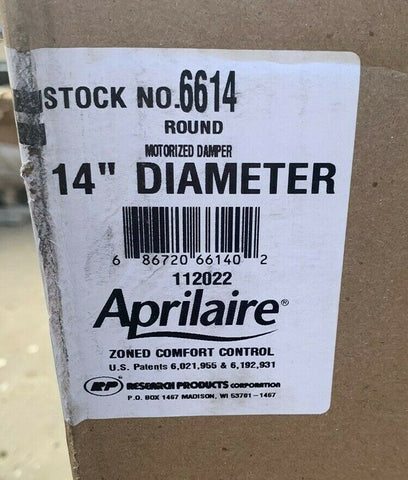 STOCK NO.6614
ROUND
MOTORIZED DAMPER
14" DIAMETER
6 86720 66140 2
112022
Aprilaire®
ZONED COMFORT CONTROL
U.S. Patents 6,021,955 & 6,192,931
RP RESEARCH PRODUCTS CORPORATION
P.O. BOX 1467 MADISON, WI 53701-1467